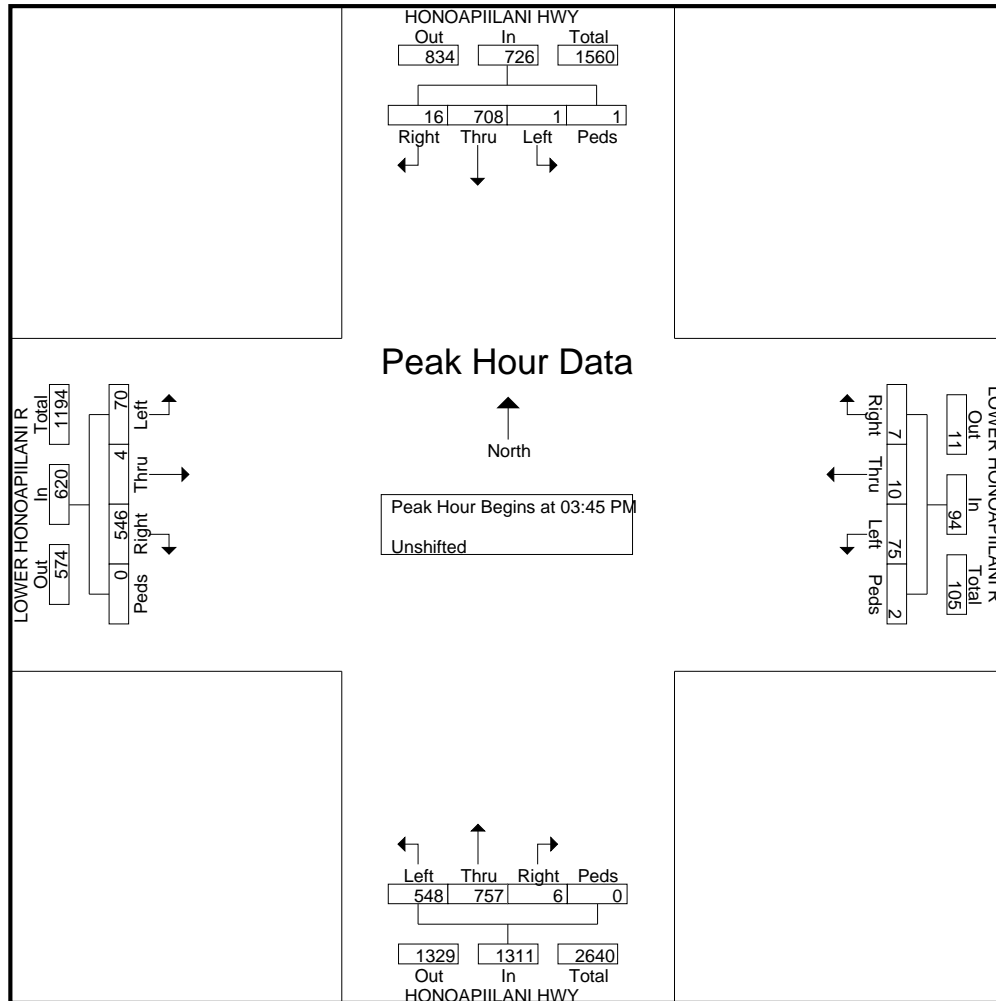 HONOAPIILANI HWY
Out In Total
834 726 1560
16 708 1 1
Right Thru Left Peds
Peak Hour Data
North
Peak Hour Begins at 03:45 PM
Unshifted
LOWER HONOAPIILANI R
Total In Out
1194 620 574
70 4 546 0
Left Thru Right Peds
Right Thru Left Peds
7 10 75 2
Out In Total
11 94 105
LOWER HONOAPIILANI R
Left Thru Right Peds
548 757 6 0
1329 1311 2640
Out In Total
HONOAPIILANI HWY